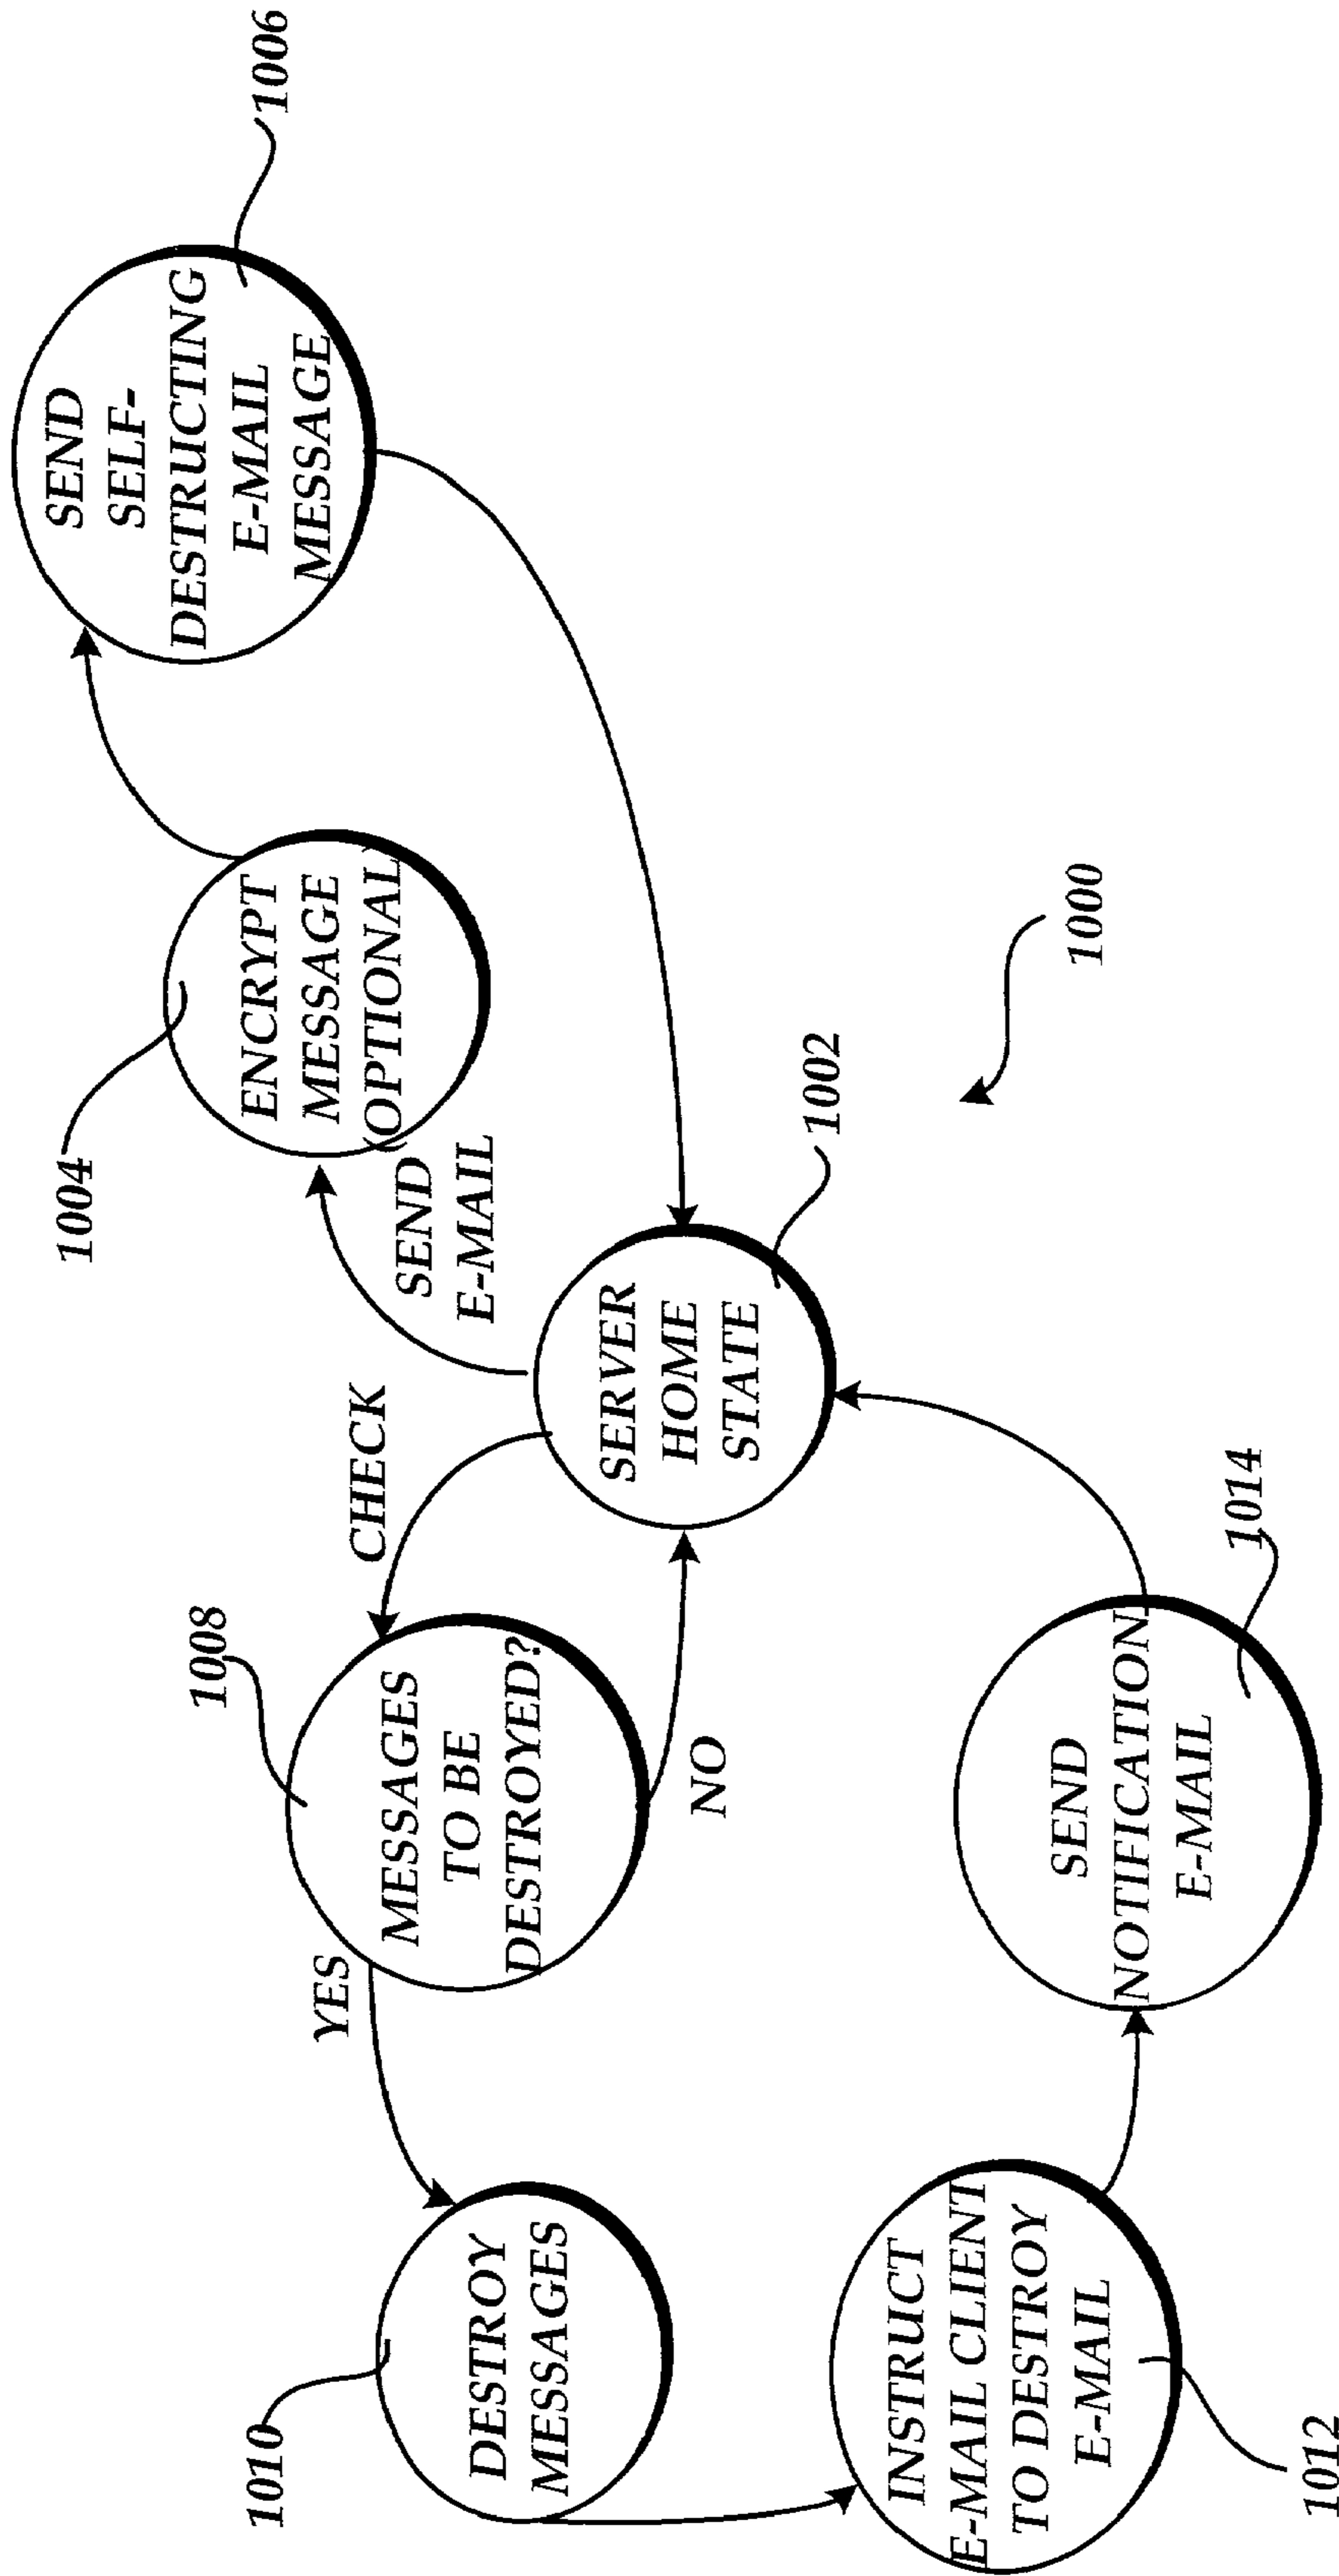 1006
SEND
SELF-
DESTRUCTING
E-MAIL
MESSAGE
1004
ENCRYPT
MESSAGE
(OPTIONAL)
SEND
E-MAIL
1000
1002
SERVER
HOME
STATE
CHECK
1008
MESSAGES
TO BE
DESTROYED?
NO
YES
1010
DESTROY
MESSAGES
1012
INSTRUCT
E-MAIL CLIENT
TO DESTROY
E-MAIL
1014
SEND
NOTIFICATION
E-MAIL